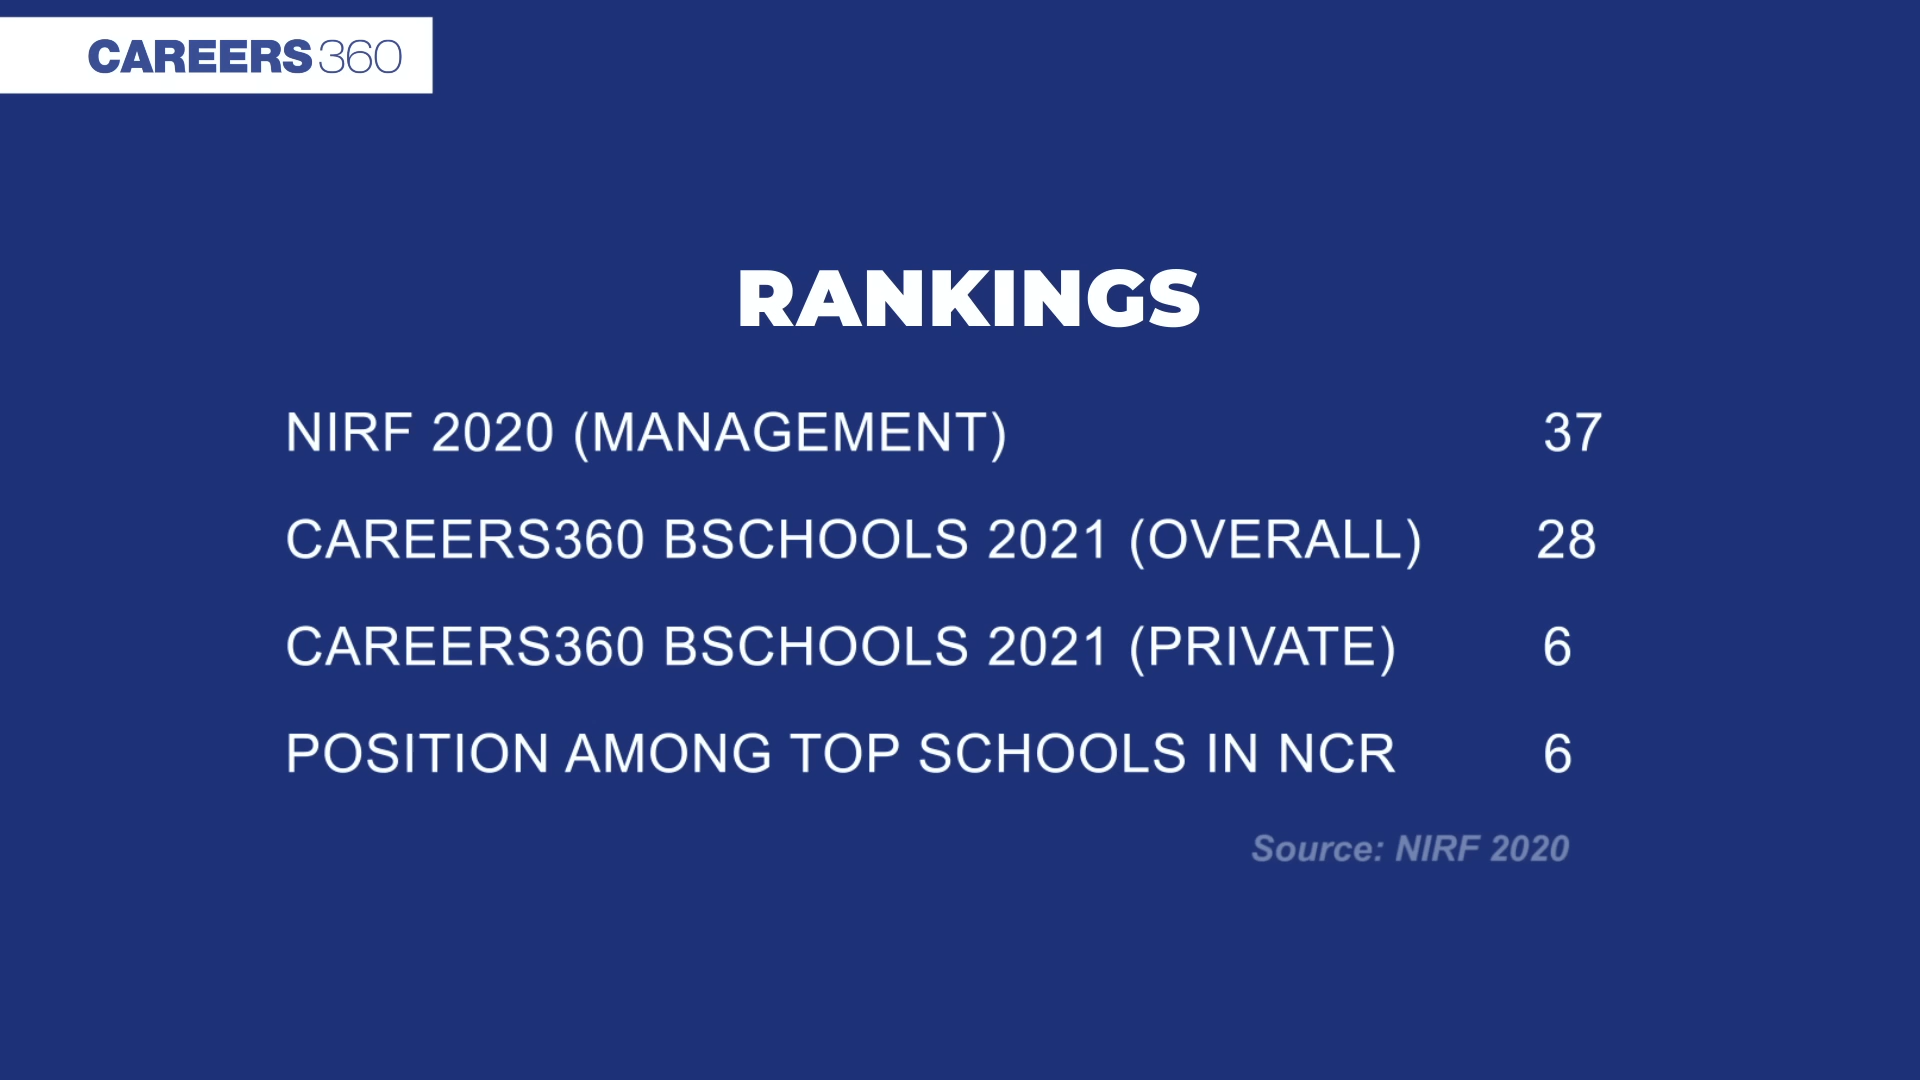 CAREERS360
RANKINGS
NIRF 2020 (MANAGEMENT) 37
CAREERS360 BSCHOOLS 2021 (OVERALL) 28
CAREERS360 BSCHOOLS 2021 (PRIVATE) 6
POSITION AMONG TOP SCHOOLS IN NCR 6
Source: NIRF 2020